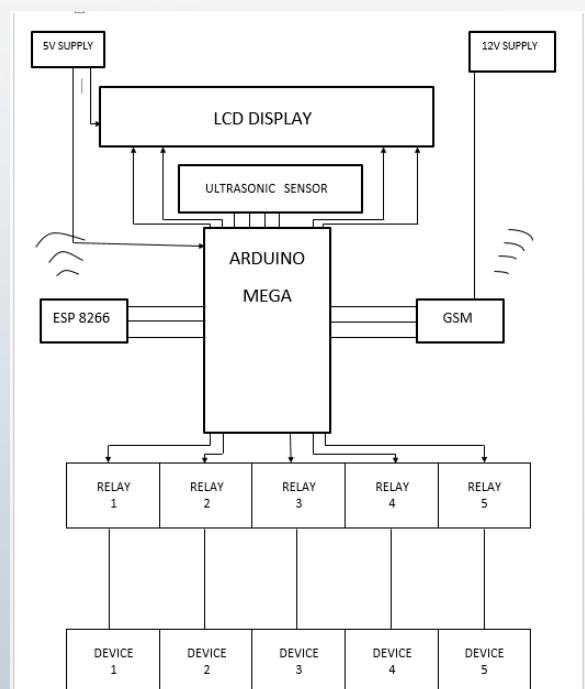 5V SUPPLY
12V SUPPLY
LCD DISPLAY
ULTRASONIC SENSOR
ARDUINO
MEGA
ESP 8266
GSM
RELAY
1
RELAY
2
RELAY
3
RELAY
4
RELAY
5
DEVICE
1
DEVICE
2
DEVICE
3
DEVICE
4
DEVICE
5